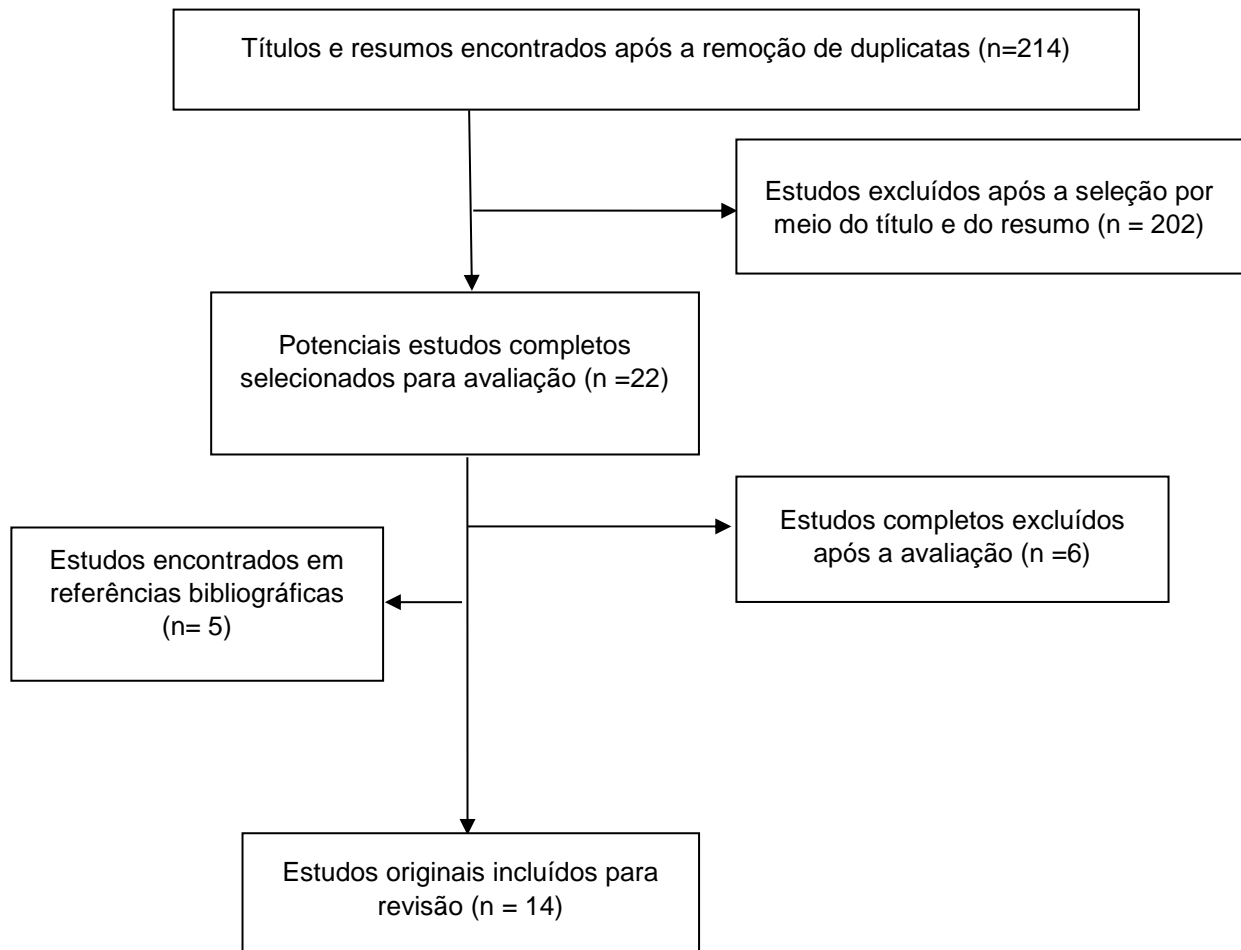 Títulos e resumos encontrados após a remoção de duplicatas (n=214)
Estudos excluídos após a seleção por
meio do título e do resumo (n = 202)
Potenciais estudos completos
selecionados para avaliação (n =22)
Estudos completos excluídos
após a avaliação (n =6)
Estudos encontrados em
referências bibliográficas
(n= 5)
Estudos originais incluídos para
revisão (n = 14)